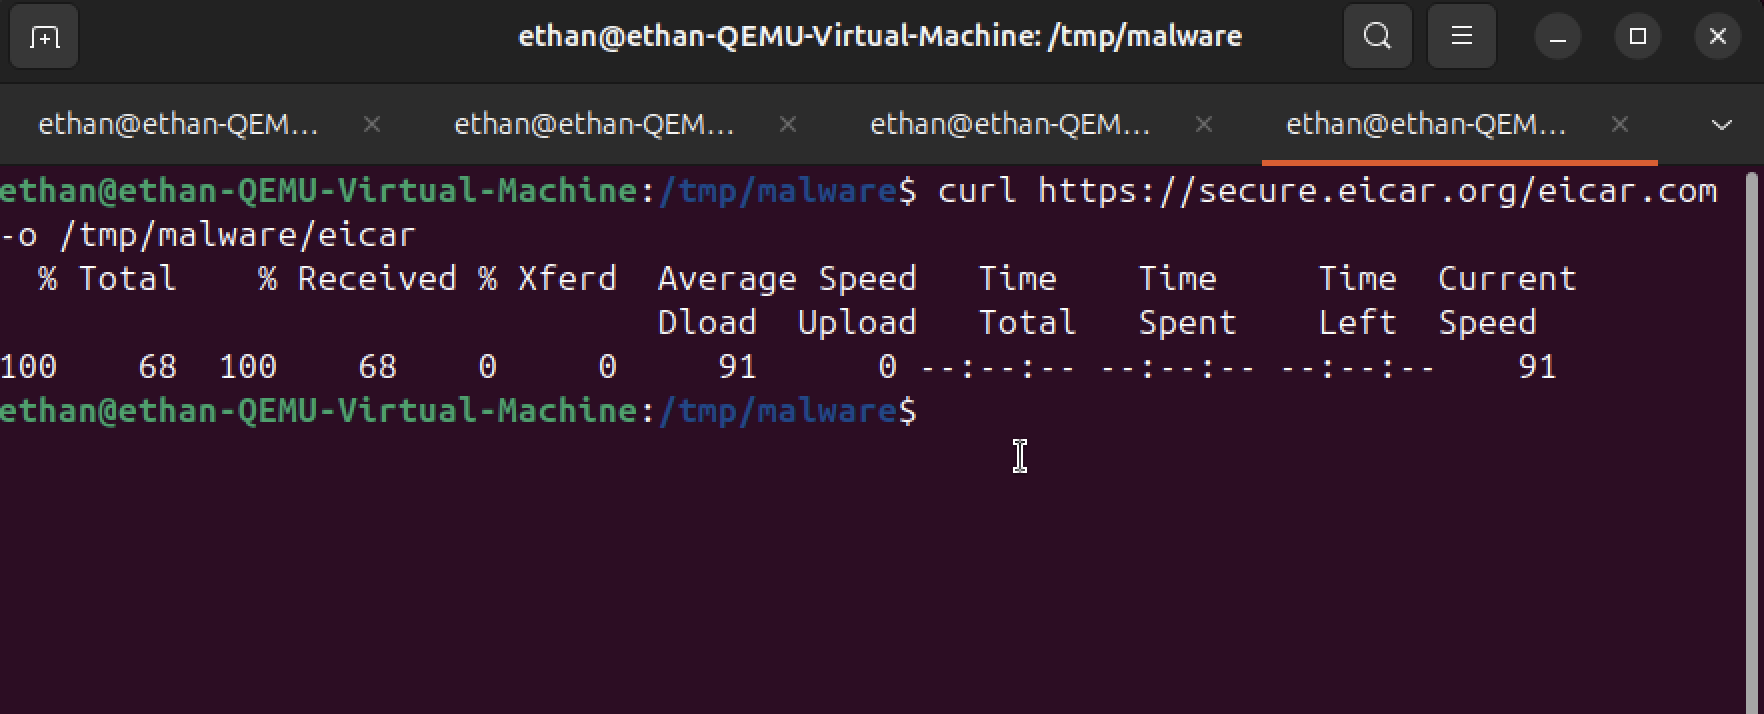 ethan@ethan-QEMU-Virtual-Machine: /tmp/malware
ethan@ethan-QEM... ethan@ethan-QEM... ethan@ethan-QEM... ethan@ethan-QEM...
ethan@ethan-QEMU-Virtual-Machine:/tmp/malware$ curl https://secure.eicar.org/eicar.com
-o /tmp/malware/eicar
  % Total    % Received % Xferd  Average Speed   Time    Time     Time  Current
                                 Dload  Upload   Total   Spent    Left  Speed
100    68  100    68    0     0     91      0 --:--:-- --:--:-- --:--:--    91
ethan@ethan-QEMU-Virtual-Machine:/tmp/malware$